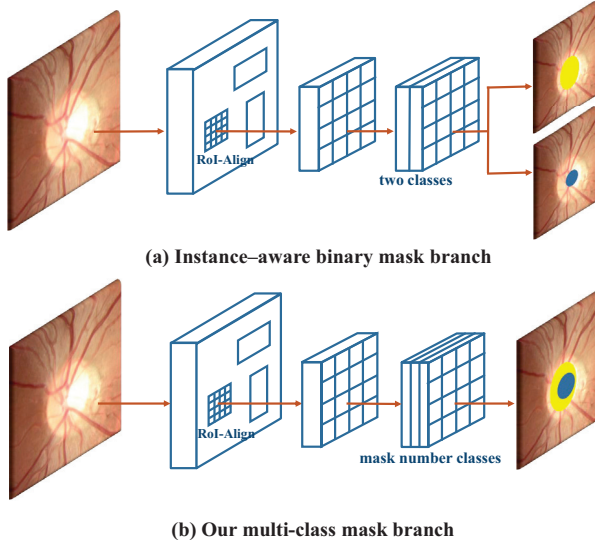 RoI-Align
two classes
(a) Instance–aware binary mask branch
RoI-Align
mask number classes
(b) Our multi-class mask branch